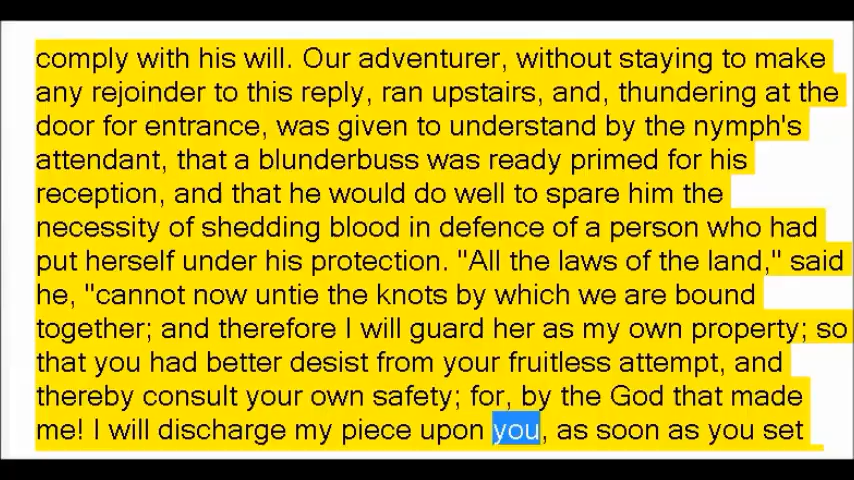 comply with his will. Our adventurer, without staying to make
any rejoinder to this reply, ran upstairs, and, thundering at the
door for entrance, was given to understand by the nymph's
attendant, that a blunderbuss was ready primed for his
reception, and that he would do well to spare him the
necessity of shedding blood in defence of a person who had
put herself under his protection. "All the laws of the land," said
he, "cannot now untie the knots by which we are bound
together; and therefore I will guard her as my own property; so
that you had better desist from your fruitless attempt, and
thereby consult your own safety; for, by the God that made
me! I will discharge my piece upon you, as soon as you set